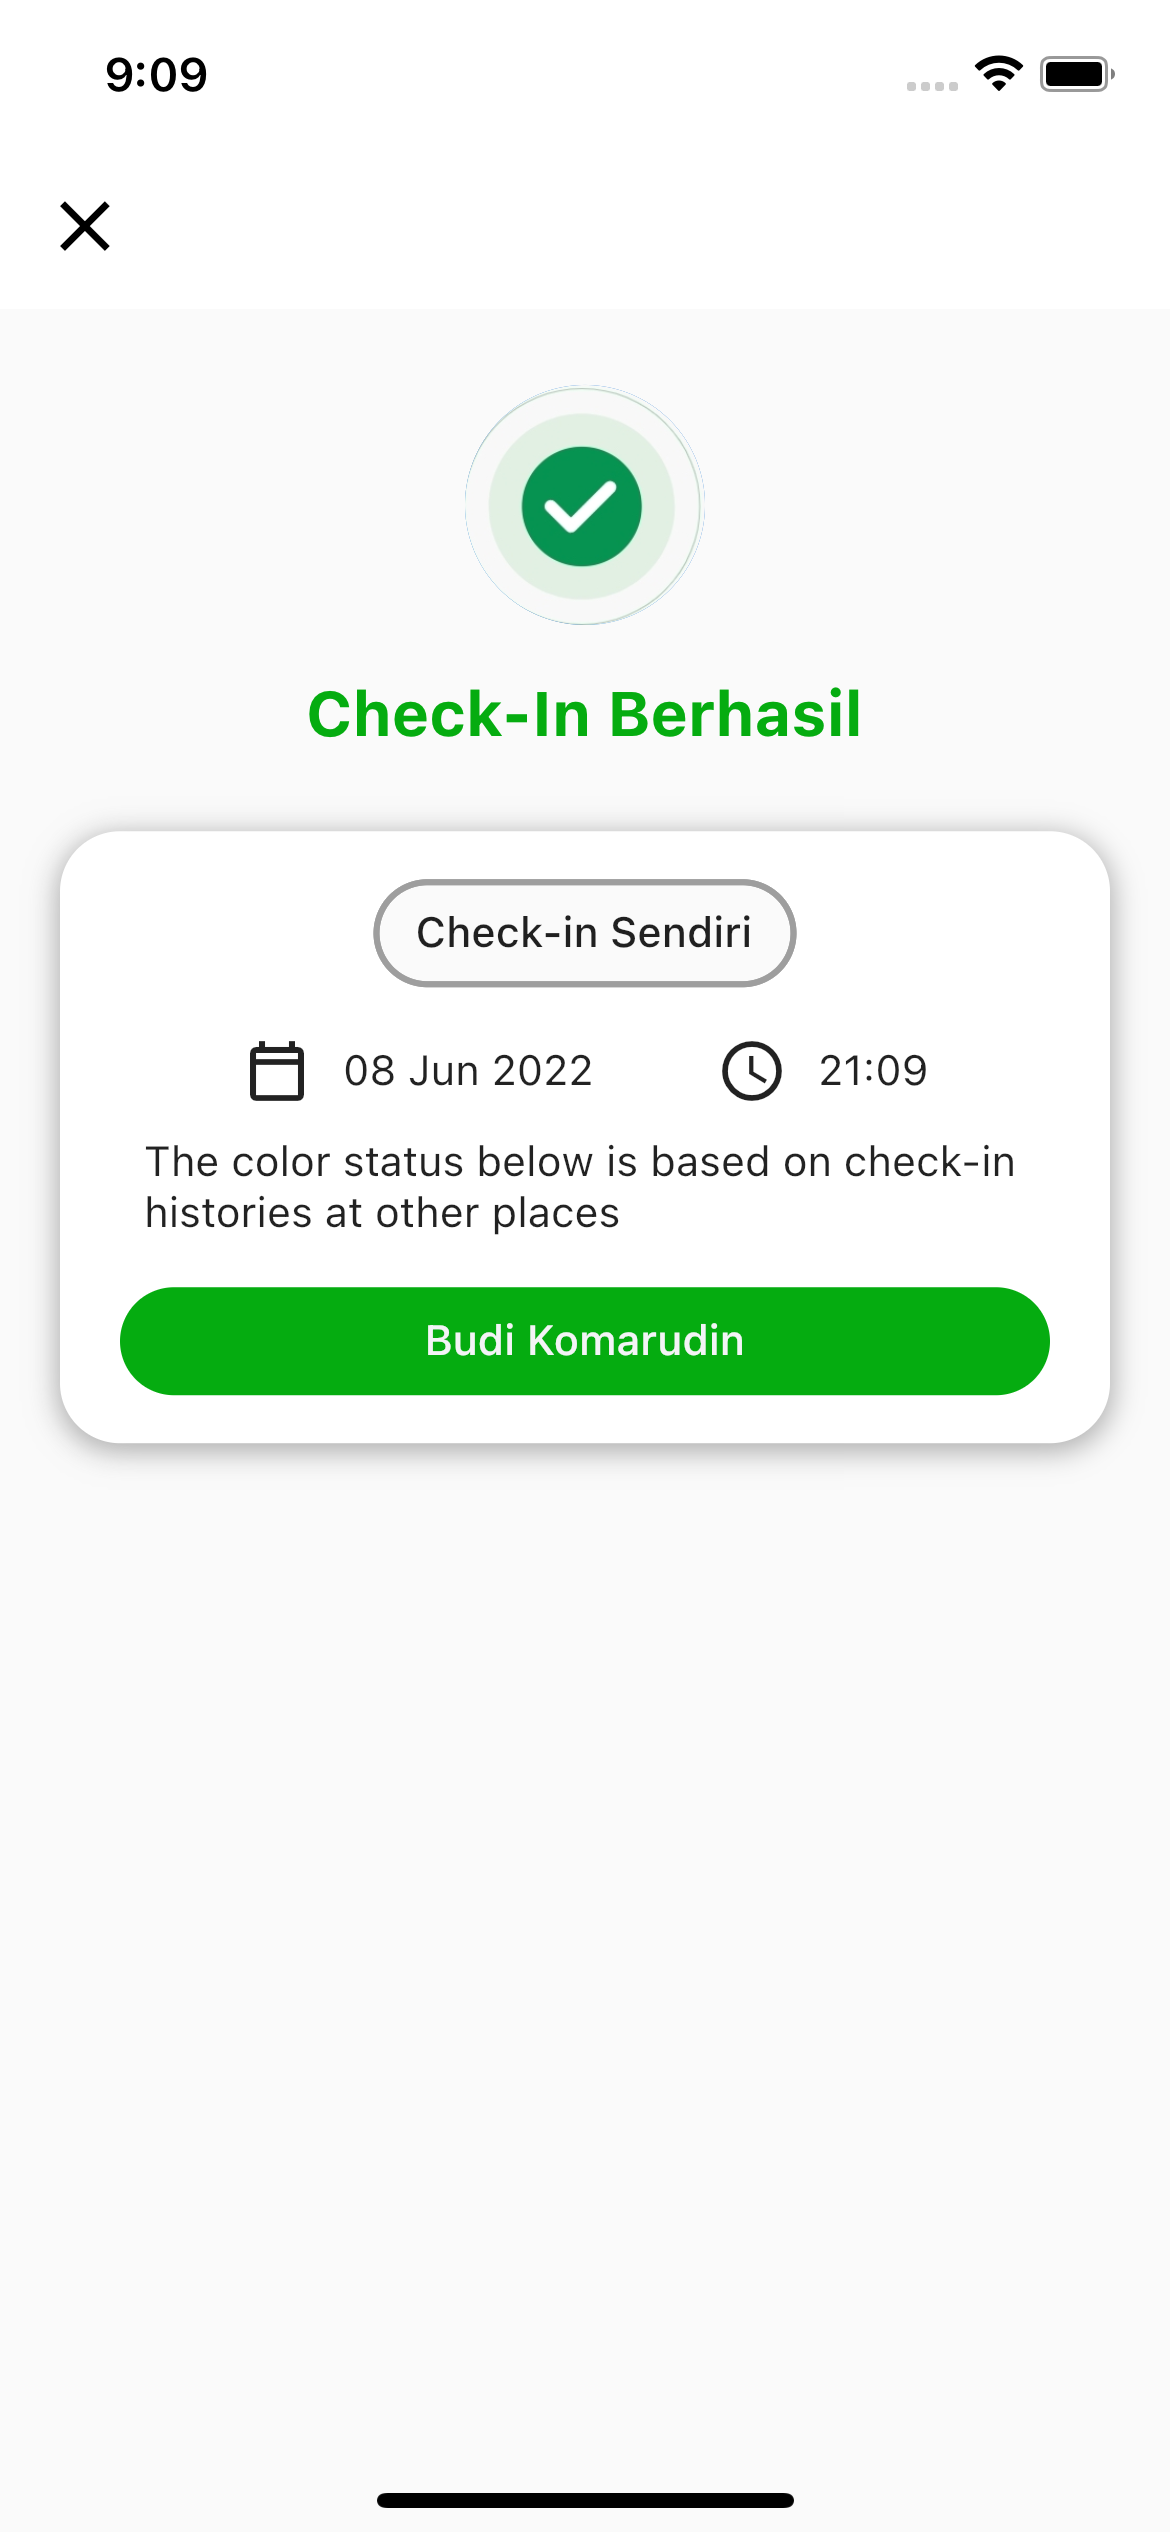 9:09
Check-In Berhasil
Check-in Sendiri
08 Jun 2022 21:09
The color status below is based on check-in
histories at other places
Budi Komarudin